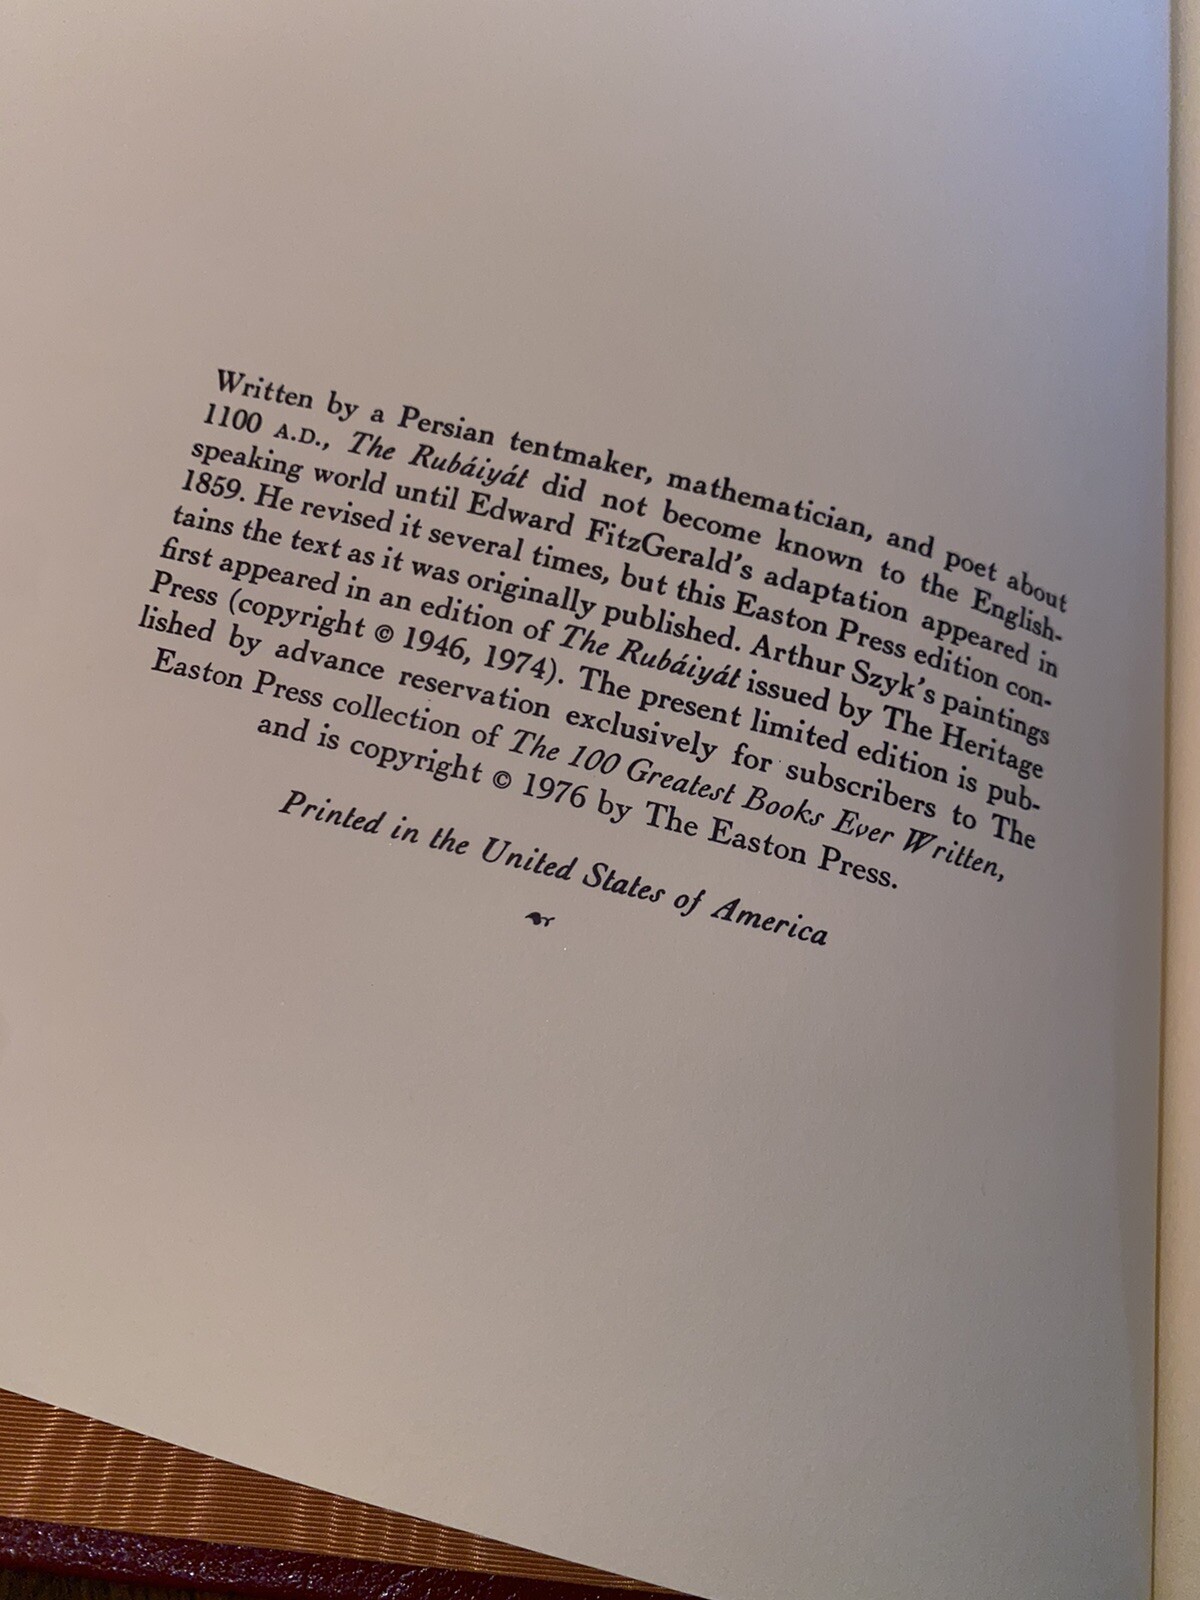 Written by a Persian tentmaker, mathematician, and poet about
1100 A.D., The Rubáiyát did not become known to the English-
speaking world until Edward FitzGerald's adaptation appeared in
1859. He revised it several times, but this Easton Press edition con-
tains the text as it was originally published. Arthur Szyk's paintings
first appeared in an edition of The Rubáiyát issued by The Heritage
Press (copyright © 1946, 1974). The present limited edition is pub-
lished by advance reservation exclusively for subscribers to The
Easton Press collection of The 100 Greatest Books Ever Written,
and is copyright © 1976 by The Easton Press.
Printed in the United States of America